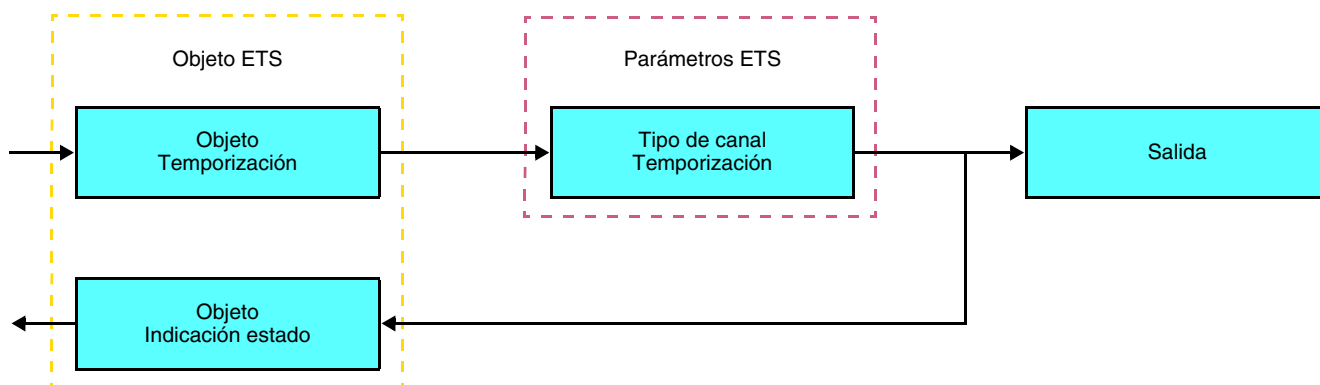 Objeto ETS
Parámetros ETS
Objeto
Temporización
Tipo de canal
Temporización
Salida
Objeto
Indicación estado